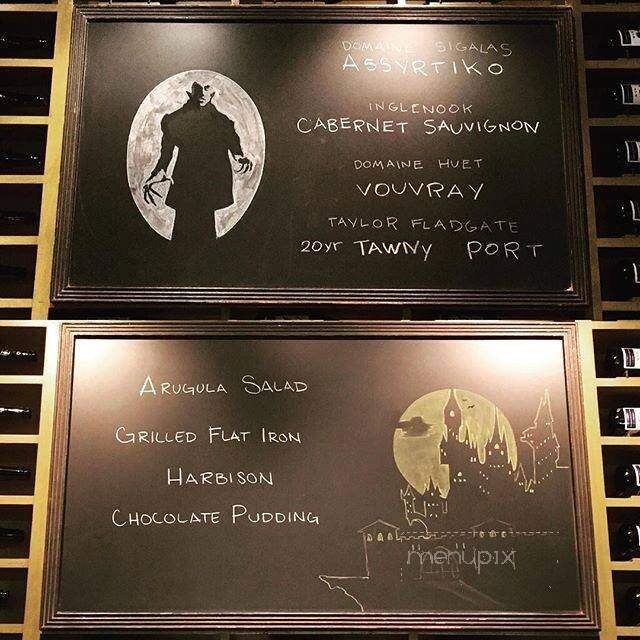 DOMAINE SIGALAS
ASSYRTIKO
INGLENOOK
CABERNET SAUVIGNON
DOMAINE HUET
VOUVRAY
TAYLOR FLADGATE
20yr TAWNY PORT
ARUGULA SALAD
GRILLED FLAT IRON
HARBISON
CHOCOLATE PUDDING
menupix